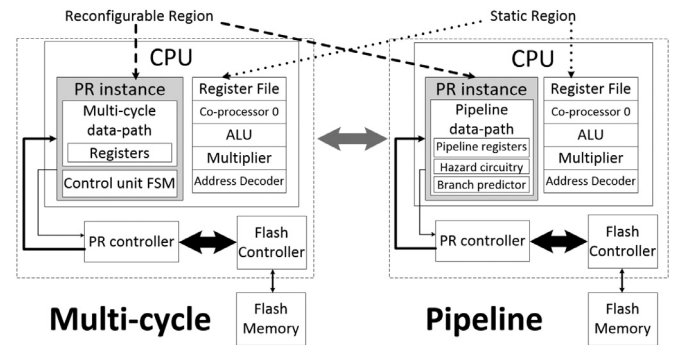 Reconfigurable Region
Static Region
CPU
PR instance
Multi-cycle
data-path
Registers
Control unit FSM
Register File
Co-processor 0
ALU
Multiplier
Address Decoder
PR controller
Flash
Controller
Flash
Memory
Multi-cycle
CPU
PR instance
Pipeline
data-path
Pipeline registers
Hazard circuitry
Branch predictor
Register File
Co-processor 0
ALU
Multiplier
Address Decoder
PR controller
Flash
Controller
Flash
Memory
Pipeline